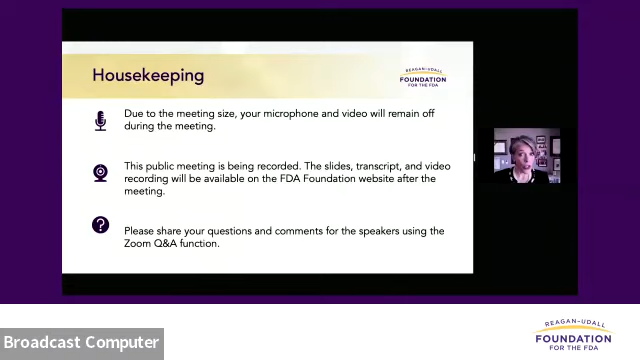 Housekeeping
REAGAN-UDALL
FOUNDATION
FOR THE FDA
Due to the meeting size, your microphone and video will remain off
during the meeting.
This public meeting is being recorded. The slides, transcript, and video
recording will be available on the FDA Foundation website after the
meeting.
?
Please share your questions and comments for the speakers using the
Zoom Q&A function.
Broadcast Computer
REAGAN-UDALL
FOUNDATION
FOR THE FDA